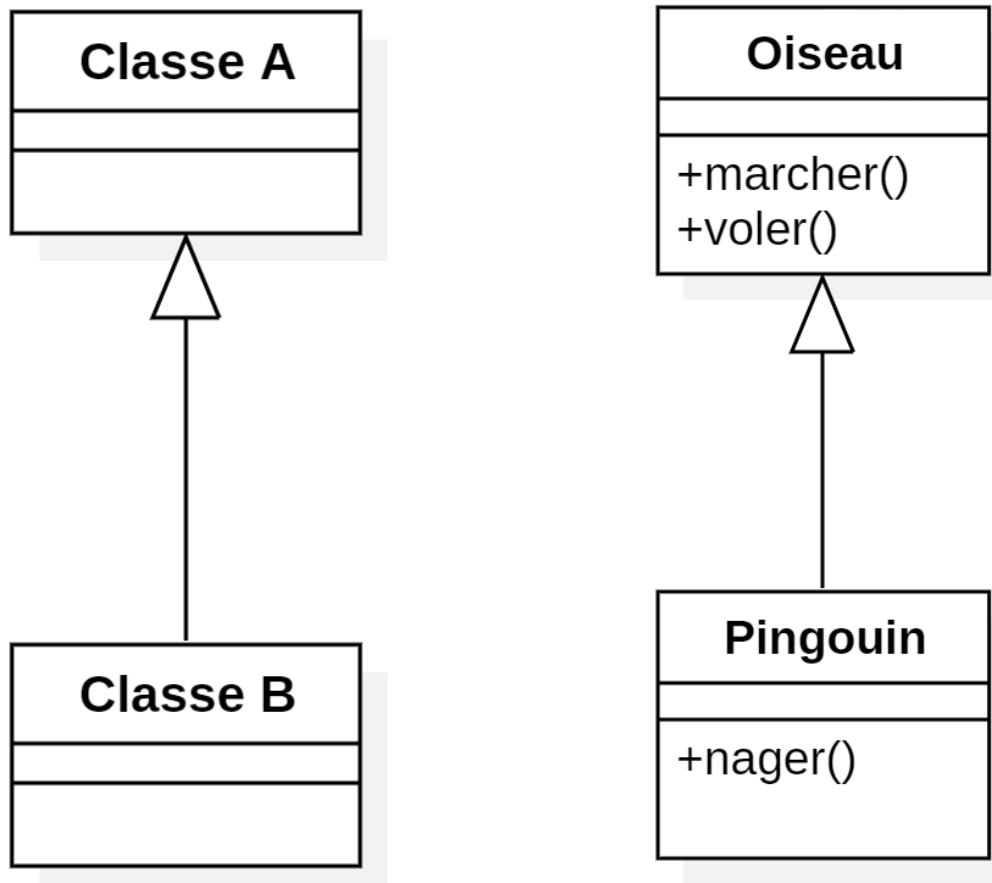 Classe A
Classe B
Oiseau
+marcher()
+voler()
Pingouin
+nager()